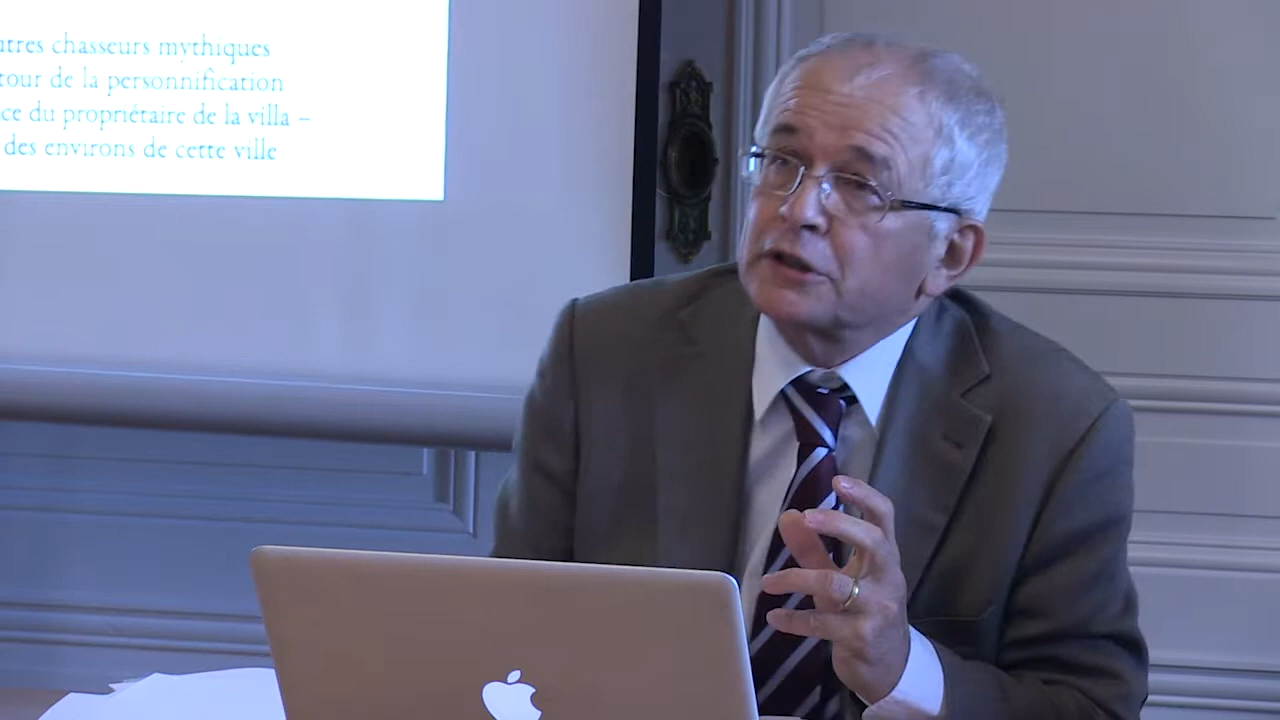 utres chasseurs mythiques
tour de la personnification
ce du propriétaire de la villa –
des environs de cette ville